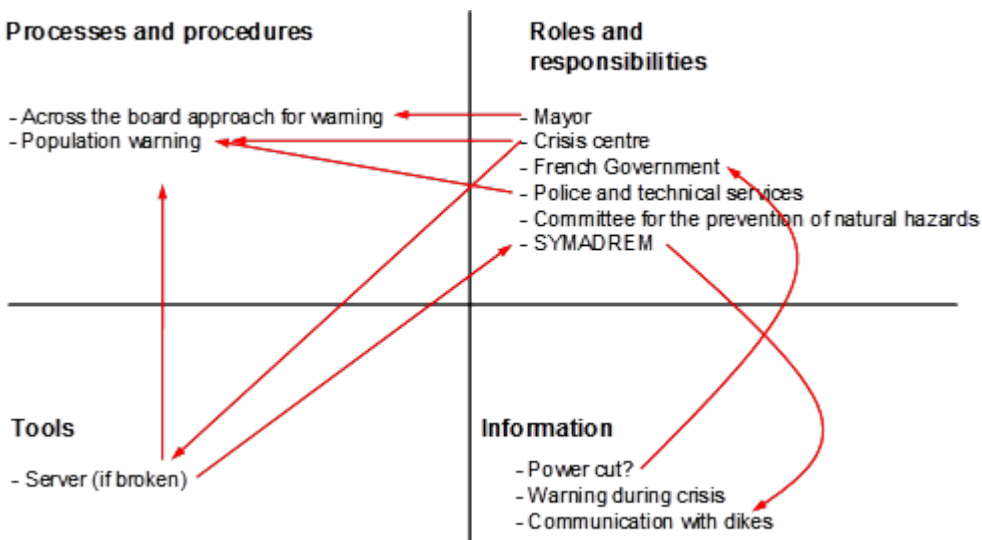 Processes and procedures
- Across the board approach for warning
- Population warning
Roles and
responsibilities
- Mayor
- Crisis centre
- French Government
- Police and technical services
- Committee for the prevention of natural hazards
- SYMADREM
Tools
- Server (if broken)
Information
- Power cut?
- Warning during crisis
- Communication with dikes